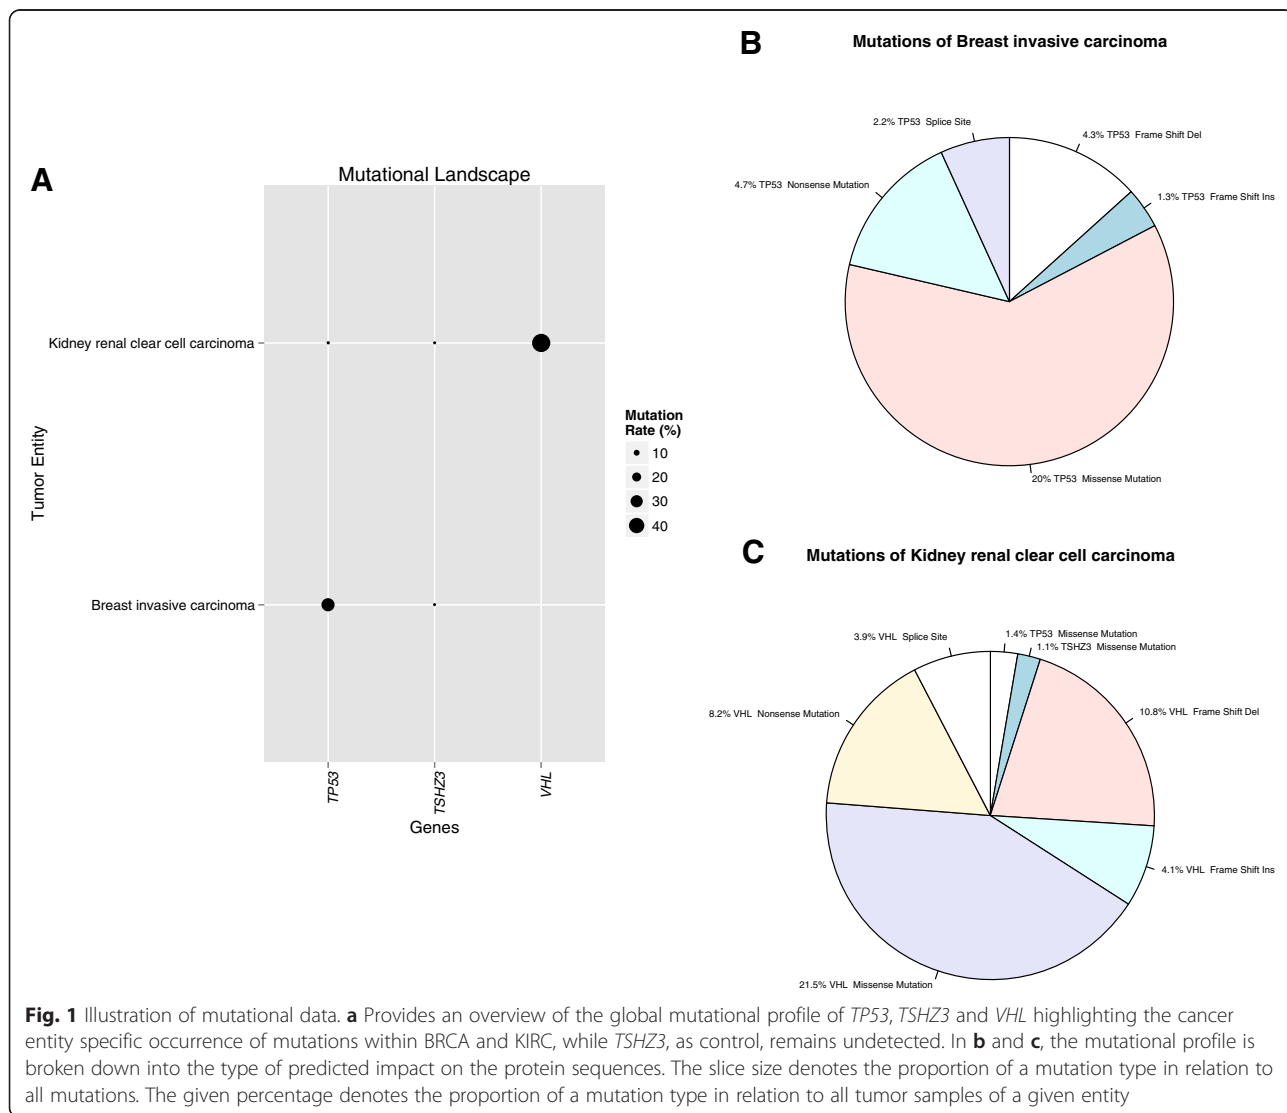 A
Mutational Landscape
Tumor Entity
Kidney renal clear cell carcinoma
Breast invasive carcinoma
TP53
TSHZ3
VHL
Genes
Mutation
Rate (%)
10
20
30
40
B
Mutations of Breast invasive carcinoma
2.2% TP53 Splice Site
4.3% TP53 Frame Shift Del
4.7% TP53 Nonsense Mutation
1.3% TP53 Frame Shift Ins
20% TP53 Missense Mutation
C
Mutations of Kidney renal clear cell carcinoma
3.9% VHL Splice Site
1.4% TP53 Missense Mutation
1.1% TSHZ3 Missense Mutation
8.2% VHL Nonsense Mutation
10.8% VHL Frame Shift Del
4.1% VHL Frame Shift Ins
21.5% VHL Missense Mutation
Fig. 1 Illustration of mutational data. a Provides an overview of the global mutational profile of TP53, TSHZ3 and VHL highlighting the cancer
entity specific occurrence of mutations within BRCA and KIRC, while TSHZ3, as control, remains undetected. In b and c, the mutational profile is
broken down into the type of predicted impact on the protein sequences. The slice size denotes the proportion of a mutation type in relation to
all mutations. The given percentage denotes the proportion of a mutation type in relation to all tumor samples of a given entity